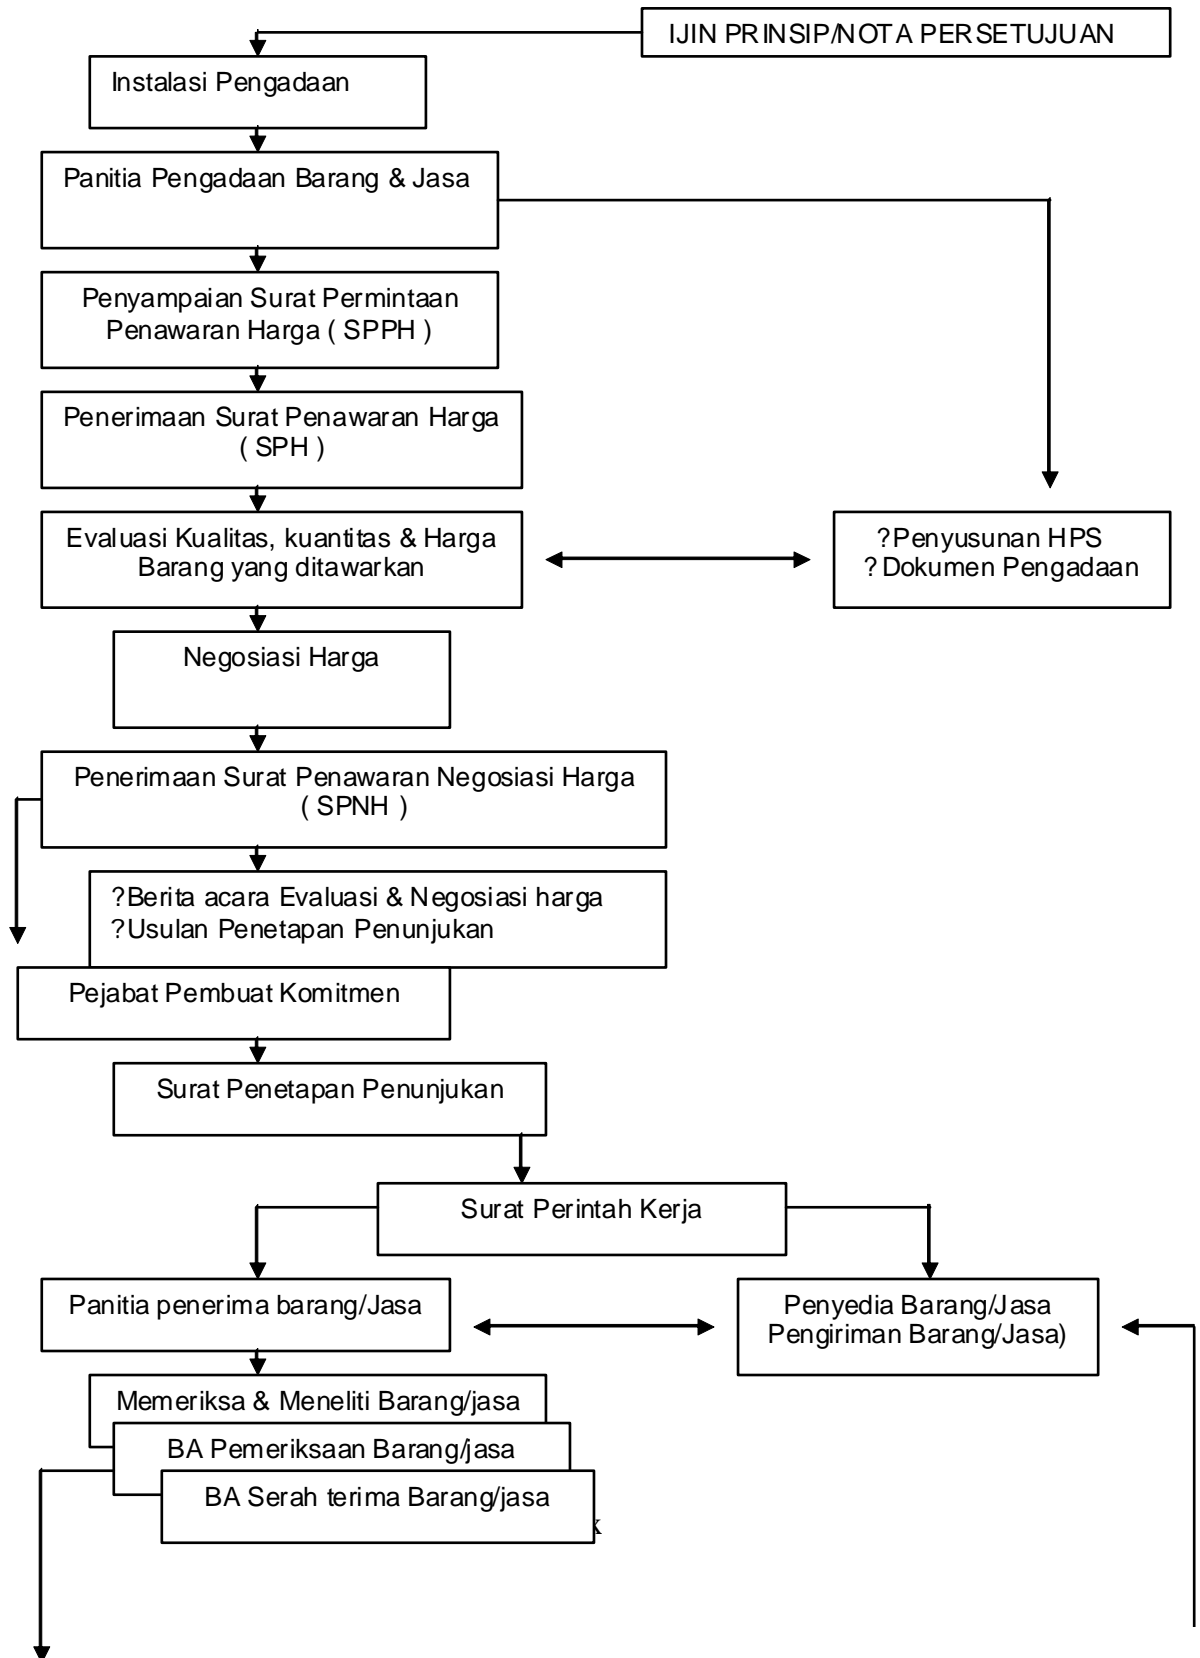 IJIN PRINSIP/NOTA PERSETUJUAN
Instalasi Pengadaan
Panitia Pengadaan Barang & Jasa
Penyampaian Surat Permintaan
Penawaran Harga ( SPPH )
Penerimaan Surat Penawaran Harga
( SPH )
Evaluasi Kualitas, kuantitas & Harga
Barang yang ditawarkan
?Penyusunan HPS
?Dokumen Pengadaan
Negosiasi Harga
Penerimaan Surat Penawaran Negosiasi Harga
( SPNH )
?Berita acara Evaluasi & Negosiasi harga
?Usulan Penetapan Penunjukan
Pejabat Pembuat Komitmen
Surat Penetapan Penunjukan
Surat Perintah Kerja
Panitia penerima barang/Jasa
Penyedia Barang/Jasa
Pengiriman Barang/Jasa)
Memeriksa & Meneliti Barang/jasa
BA Pemeriksaan Barang/jasa
BA Serah terima Barang/jasa